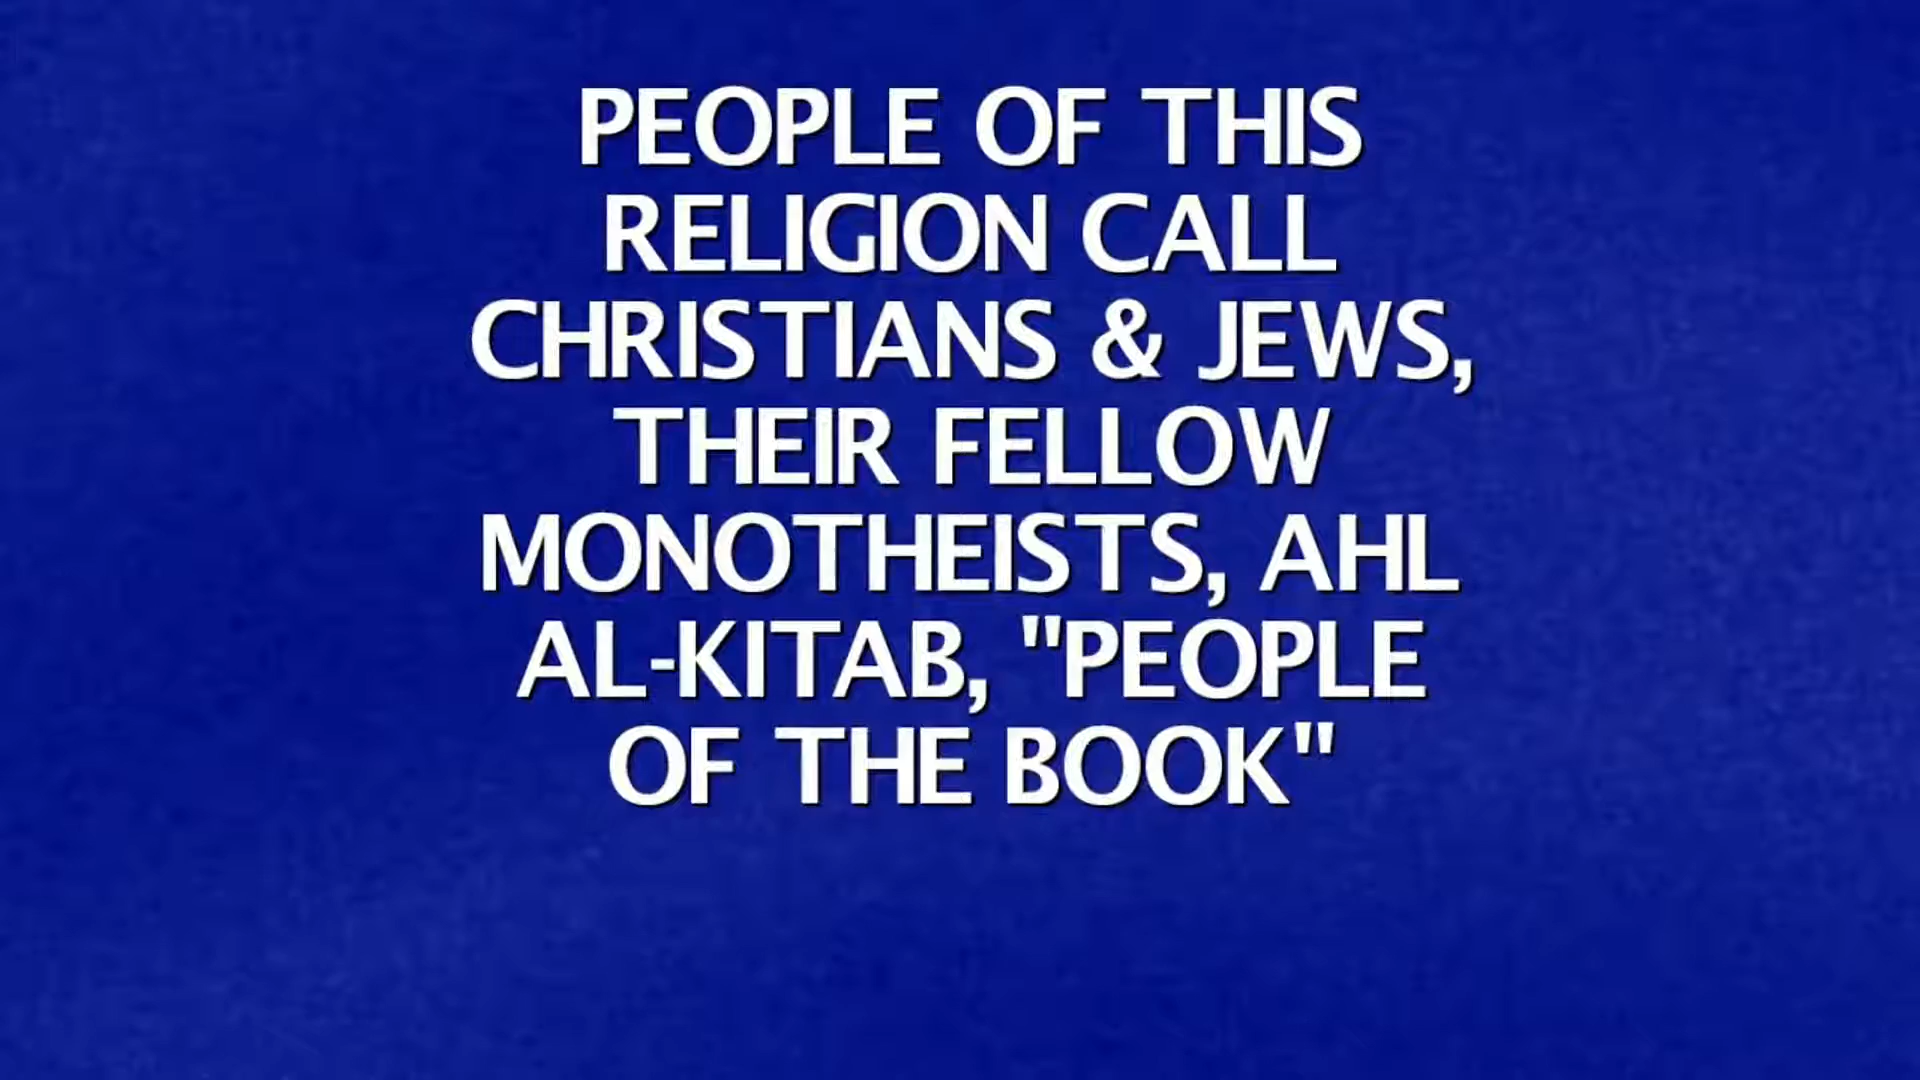 PEOPLE OF THIS
RELIGION CALL
CHRISTIANS & JEWS,
THEIR FELLOW
MONOTHEISTS, AHL
AL-KITAB, "PEOPLE
OF THE BOOK"